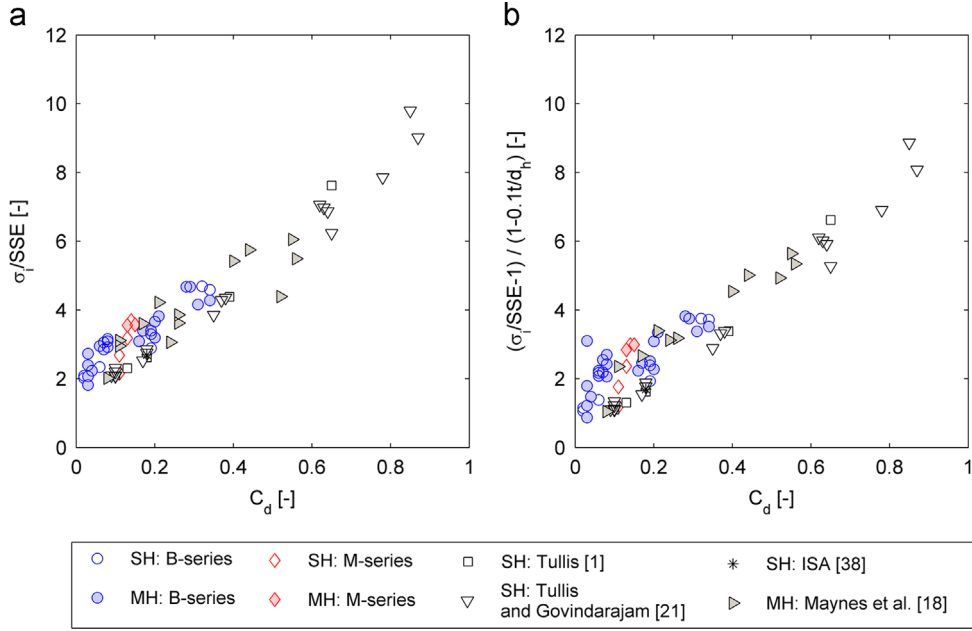 a
b
12
10
8
6
4
2
0
σi/SSE [-]
0
0.2
0.4
0.6
0.8
1
Cd [-]
12
10
8
6
4
2
0
(σi/SSE-1) / (1-0.1t/dh) [-]
0
0.2
0.4
0.6
0.8
1
Cd [-]
SH: B-series
SH: M-series
SH: Tullis [1]
SH: ISA [38]
MH: B-series
MH: M-series
SH: Tullis
and Govindarajam [21]
MH: Maynes et al. [18]